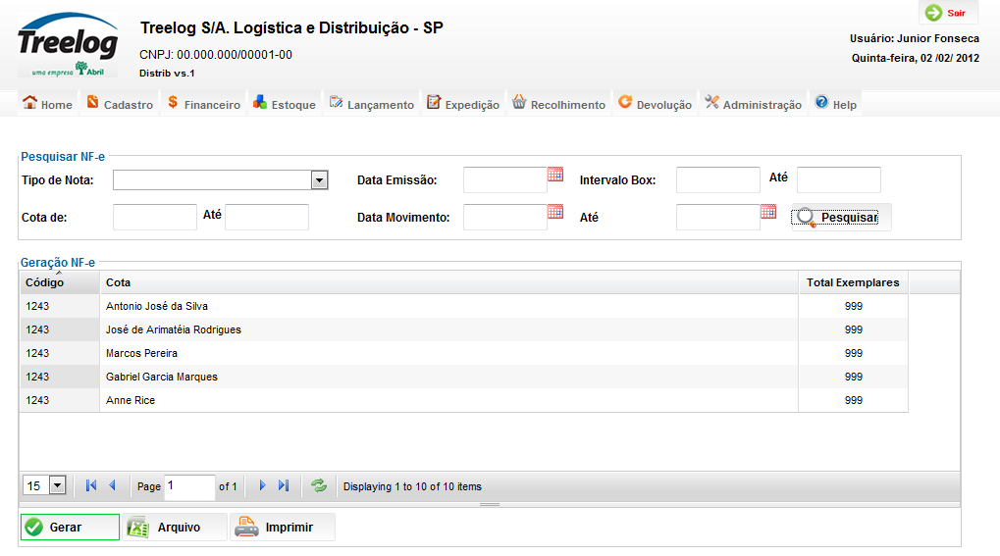 Treelog
uma empresa Abril
Treelog S/A. Logística e Distribuição - SP
CNPJ: 00.000.000/00001-00
Distrib vs.1
Sair
Usuário: Junior Fonseca
Quinta-feira, 02 /02/ 2012
Home Cadastro Financeiro Estoque Lançamento Expedição Recolhimento Devolução Administração Help
Pesquisar NF-e
Tipo de Nota: Data Emissão: Intervalo Box: Até
Cota de: Até Data Movimento: Até Pesquisar
Geração NF-e
Código Cota Total Exemplares
1243 Antonio José da Silva 999
1243 José de Arimatéia Rodrigues 999
1243 Marcos Pereira 999
1243 Gabriel Garcia Marques 999
1243 Anne Rice 999
15 Page 1 of 1 Displaying 1 to 10 of 10 items
Gerar Arquivo Imprimir